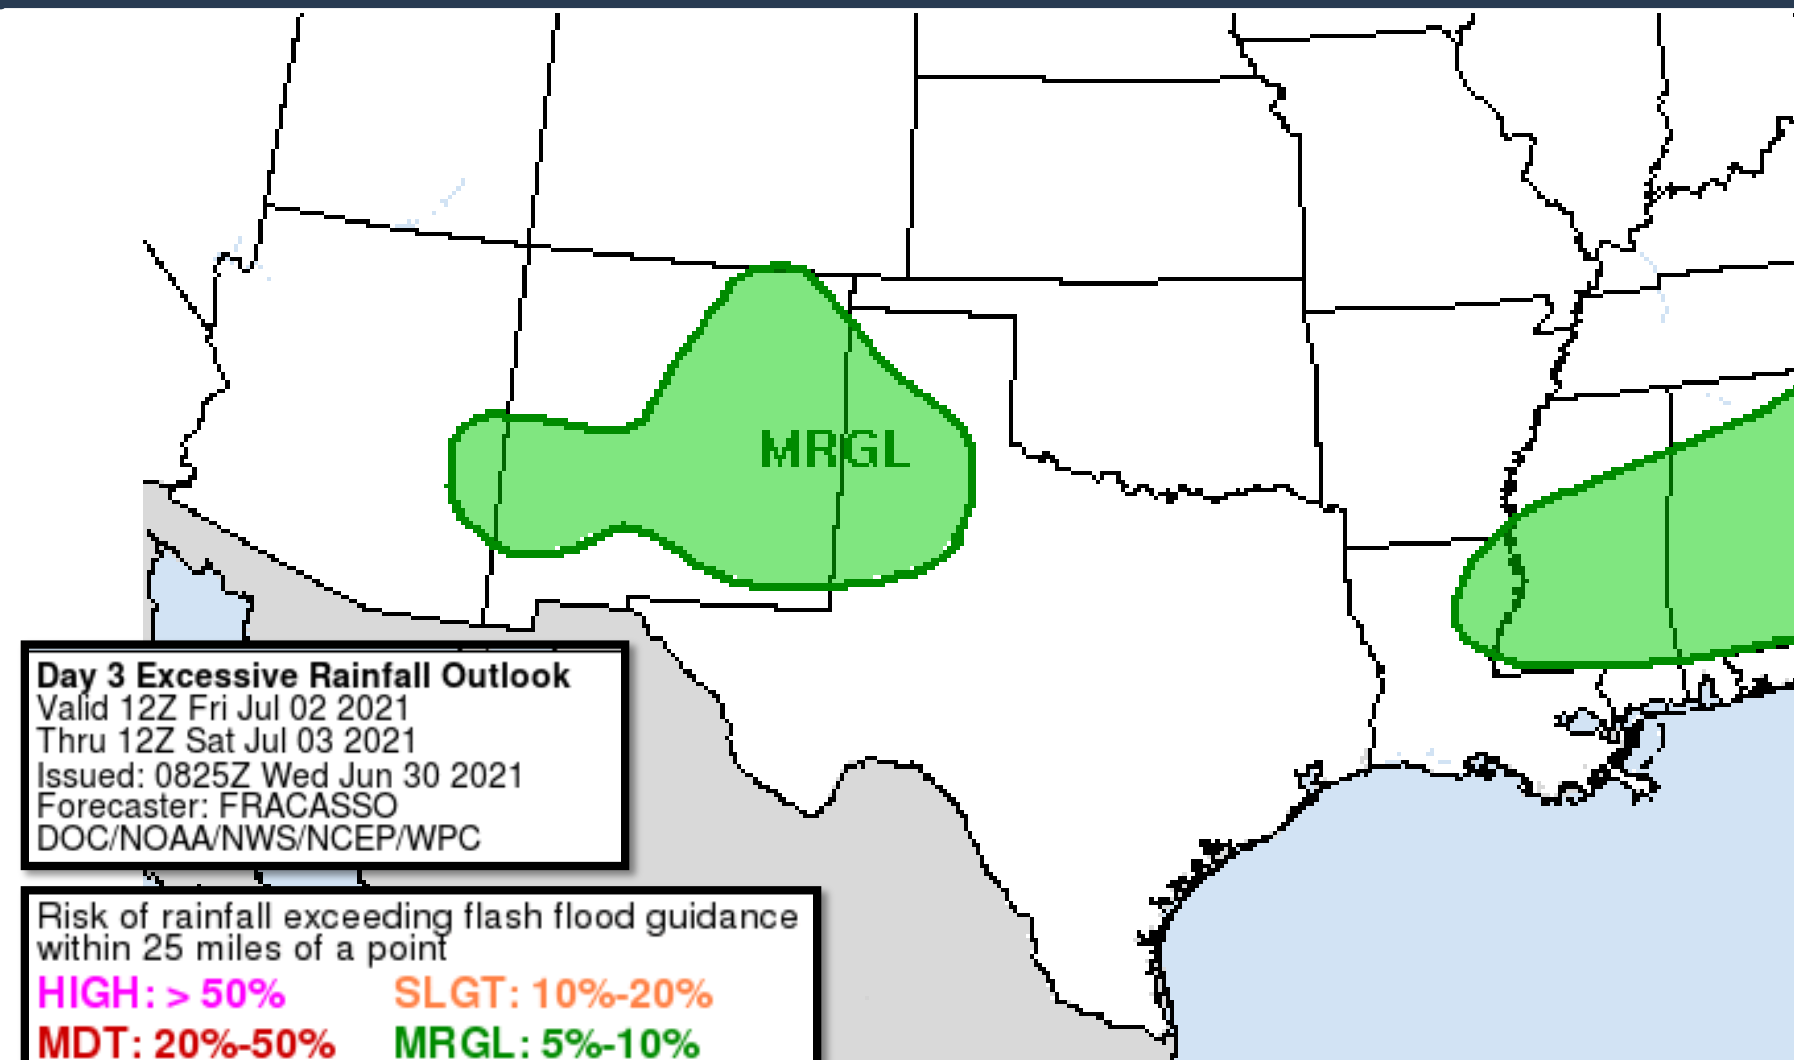 MRGL
Day 3 Excessive Rainfall Outlook
Valid 12Z Fri Jul 02 2021
Thru 12Z Sat Jul 03 2021
Issued: 0825Z Wed Jun 30 2021
Forecaster: FRACASSO
DOC/NOAA/NWS/NCEP/WPC
Risk of rainfall exceeding flash flood guidance
within 25 miles of a point
HIGH: > 50% SLGT: 10%-20%
MDT: 20%-50% MRGL: 5%-10%